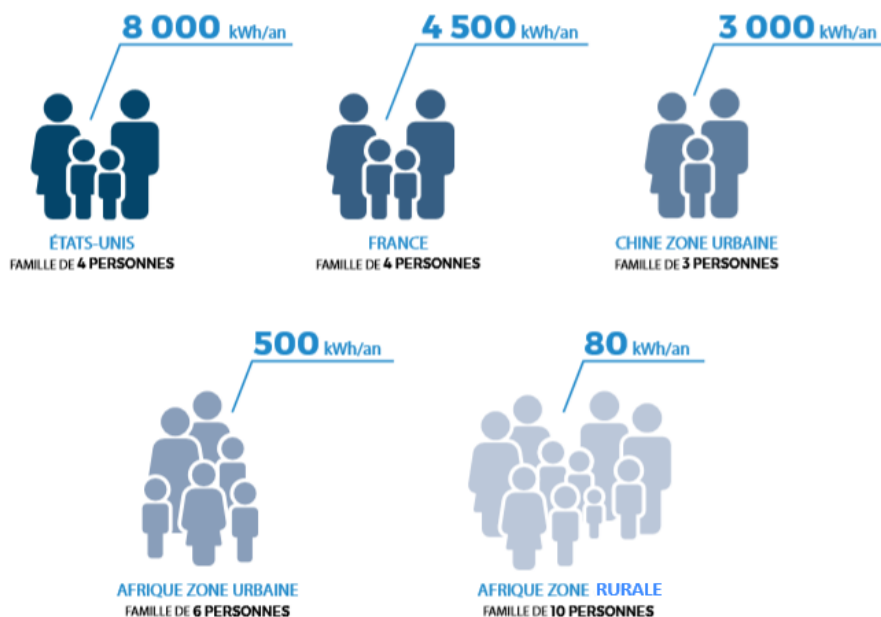 8 000 kWh/an
4 500 kWh/an
3 000 kWh/an
ÉTATS-UNIS
FAMILLE DE 4 PERSONNES
FRANCE
FAMILLE DE 4 PERSONNES
CHINE ZONE URBAINE
FAMILLE DE 3 PERSONNES
500 kWh/an
80 kWh/an
AFRIQUE ZONE URBAINE
FAMILLE DE 6 PERSONNES
AFRIQUE ZONE RURALE
FAMILLE DE 10 PERSONNES